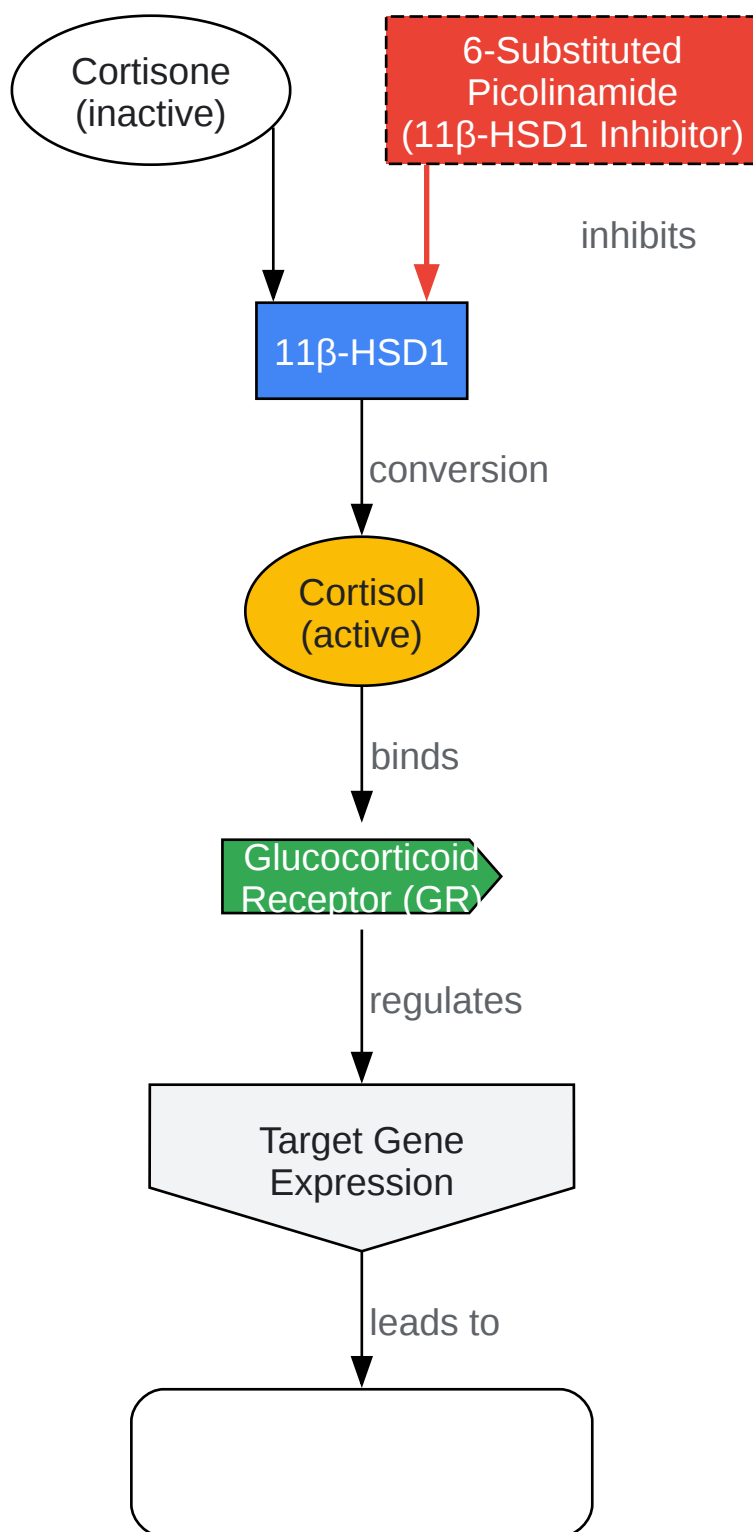 Cortisone
(inactive)
6-Substituted
Picolinamide
(11β-HSD1 Inhibitor)
inhibits
11β-HSD1
conversion
Cortisol
(active)
binds
Glucocorticoid
Receptor (GR)
regulates
Target Gene
Expression
leads to